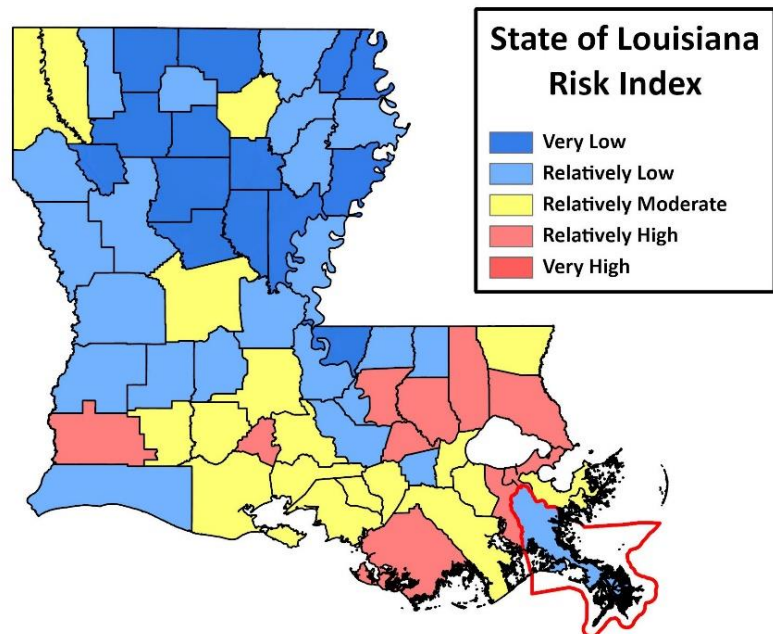 State of Louisiana
Risk Index
Very Low
Relatively Low
Relatively Moderate
Relatively High
Very High